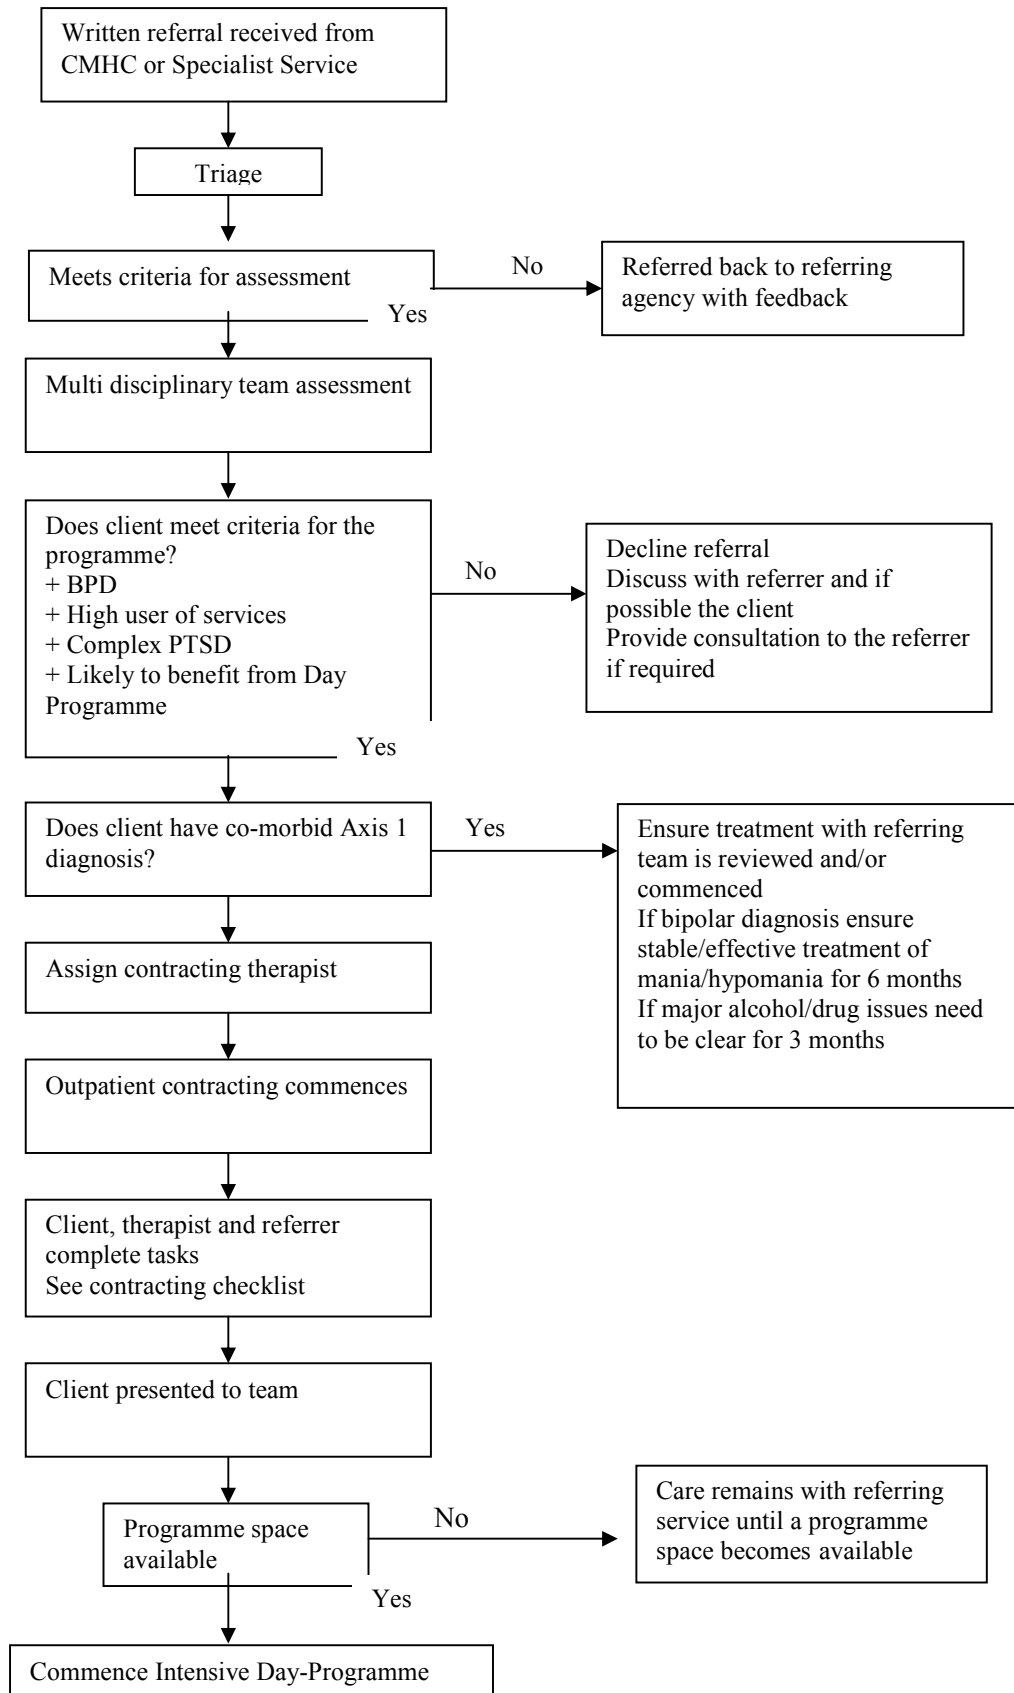 Written referral received from
CMHC or Specialist Service
Triage
Meets criteria for assessment
No
Referred back to referring
agency with feedback
Yes
Multi disciplinary team assessment
Does client meet criteria for the
programme?
+ BPD
+ High user of services
+ Complex PTSD
+ Likely to benefit from Day
Programme
No
Decline referral
Discuss with referrer and if
possible the client
Provide consultation to the referrer
if required
Yes
Does client have co-morbid Axis 1
diagnosis?
Yes
Ensure treatment with referring
team is reviewed and/or
commenced
If bipolar diagnosis ensure
stable/effective treatment of
mania/hypomania for 6 months
If major alcohol/drug issues need
to be clear for 3 months
Assign contracting therapist
Outpatient contracting commences
Client, therapist and referrer
complete tasks
See contracting checklist
Client presented to team
Programme space
available
No
Care remains with referring
service until a programme
space becomes available
Yes
Commence Intensive Day-Programme